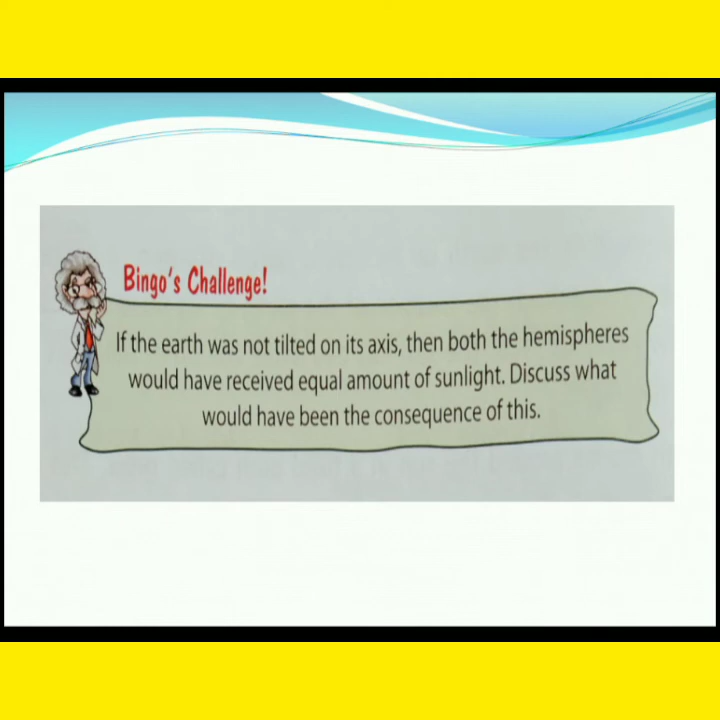 Bingo's Challenge!
If the earth was not tilted on its axis, then both the hemispheres
would have received equal amount of sunlight. Discuss what
would have been the consequence of this.